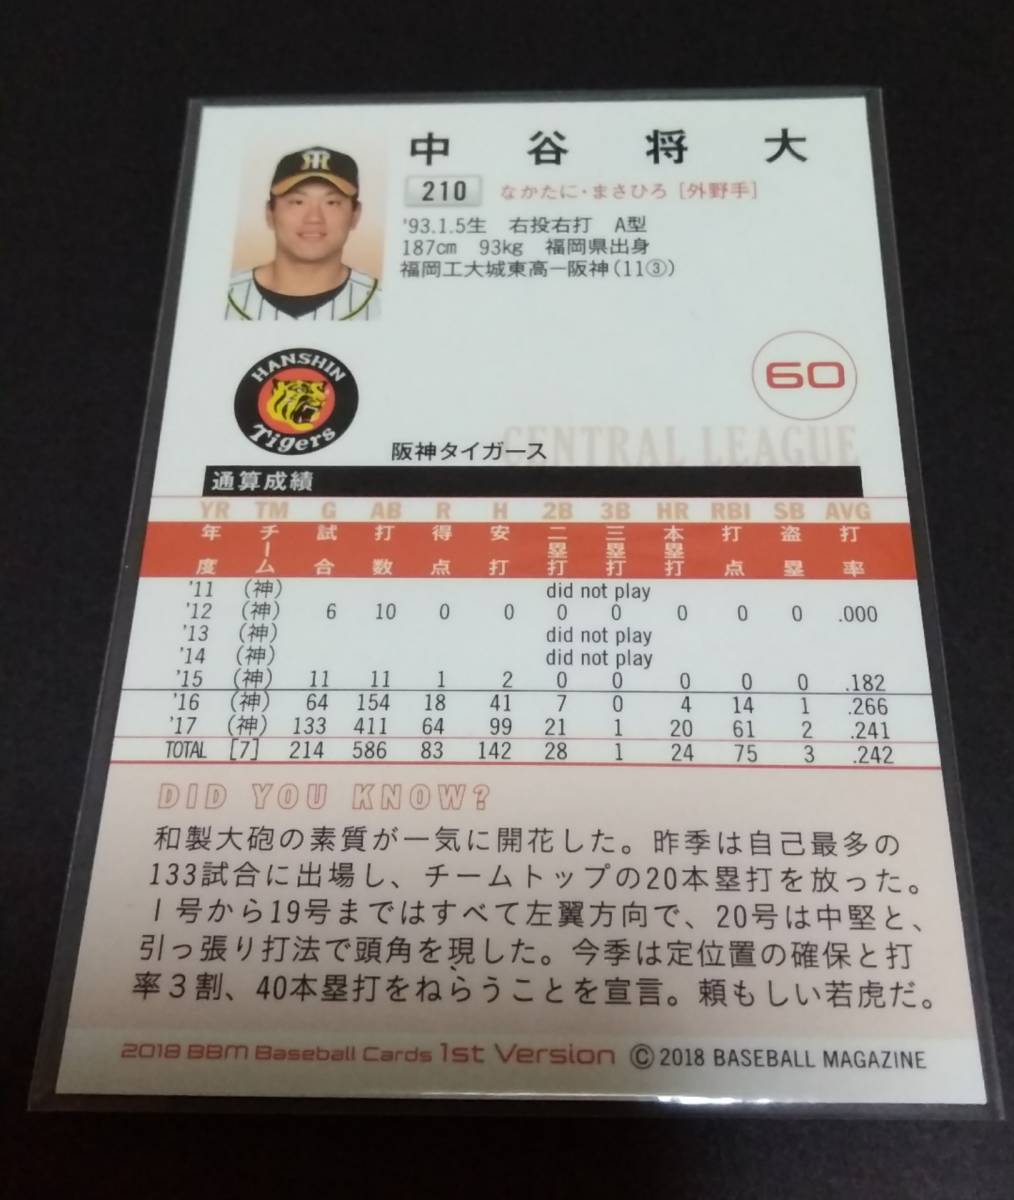 中谷将大
210 なかたに・まさひろ [外野手]
'93.1.5生 右投右打 A型
187cm 93kg 福岡県出身
福岡工大城東高ー阪神(11③)
HANSHIN
Tigers
60
CENTRAL LEAGUE
阪神タイガース
通算成績
YR TM G AB R H 2B 3B HR RBI SB AVG
年度 チーム 試合 打数 得点 安打 二塁打 三塁打 本塁打 打点 盗塁 打率
'11 (神) did not play
'12 (神) 6 10 0 0 0 0 0 0 0 .000
'13 (神) did not play
'14 (神) did not play
'15 (神) 11 11 1 2 0 0 0 0 0 .182
'16 (神) 64 154 18 41 7 0 4 14 1 .266
'17 (神) 133 411 64 99 21 1 20 61 2 .241
TOTAL [7] 214 586 83 142 28 1 24 75 3 .242
DID YOU KNOW?
和製大砲の素質が一気に開花した。昨季は自己最多の
133試合に出場し、チームトップの20本塁打を放った。
1号から19号まではすべて左翼方向で、20号は中堅と、
引っ張り打法で頭角を現した。今季は定位置の確保と打
率3割、40本塁打をねらうことを宣言。頼もしい若虎だ。
2018 BBM Baseball Cards 1st Version © 2018 BASEBALL MAGAZINE